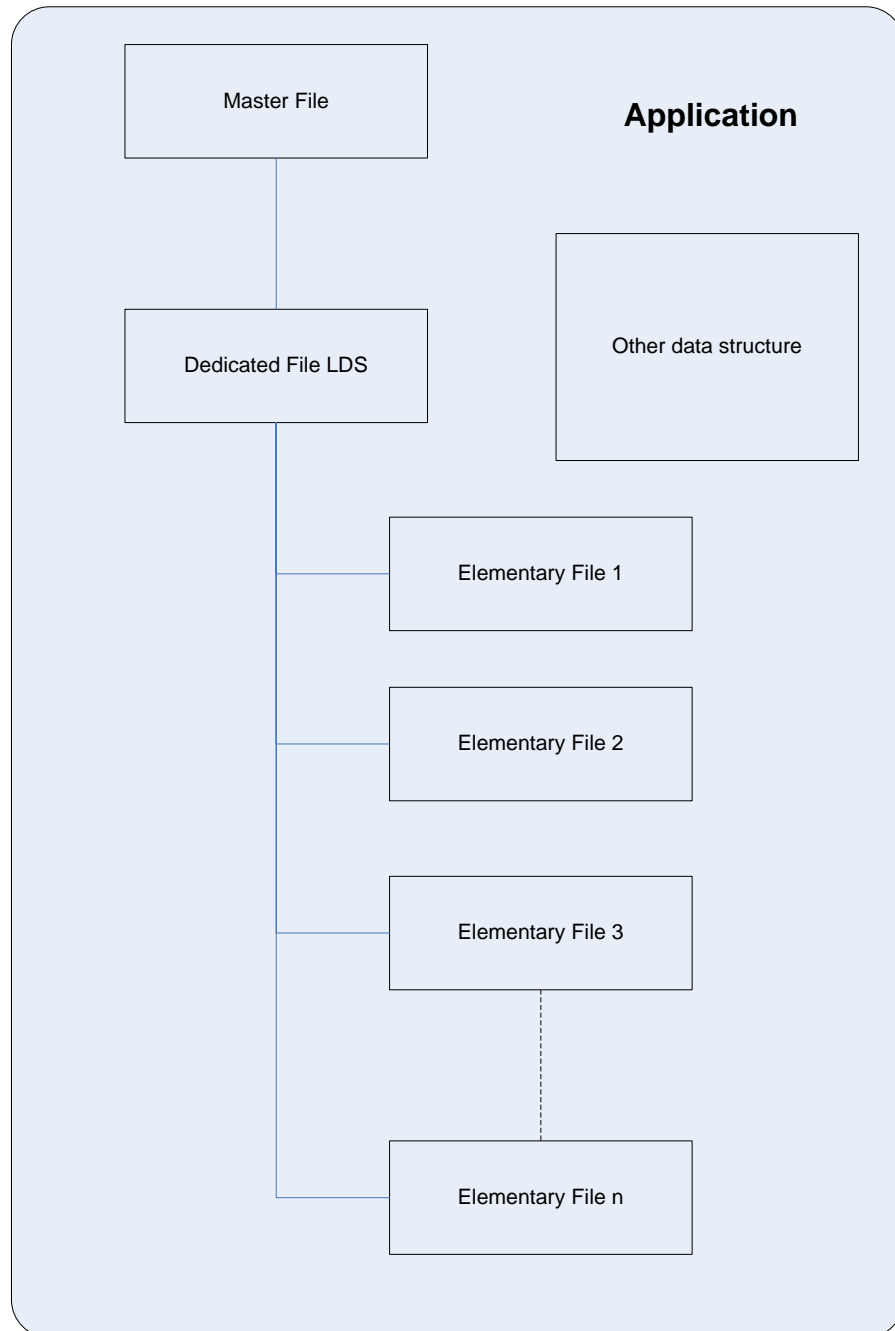 Master File
Application
Other data structure
Dedicated File LDS
Elementary File 1
Elementary File 2
Elementary File 3
Elementary File n